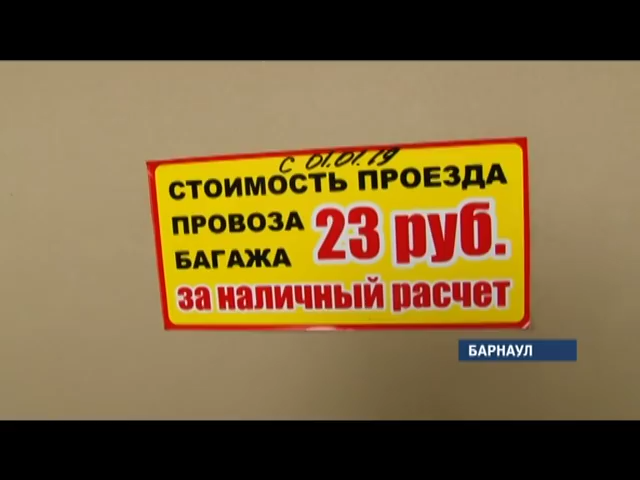 С 01.01.19
СТОИМОСТЬ ПРОЕЗДА
ПРОВОЗА
БАГАЖА
23 руб.
за наличный расчет
БАРНАУЛ